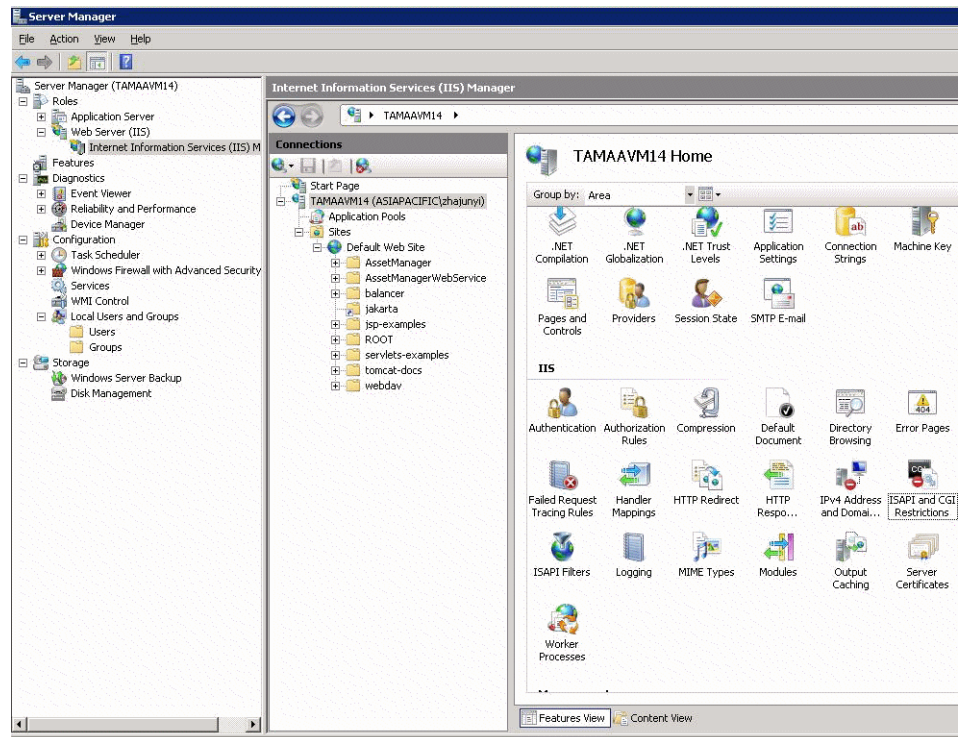 Server Manager
File Action View Help
Server Manager (TAMAAVM14)
Roles
Application Server
Web Server (IIS)
Internet Information Services (IIS) M
Features
Diagnostics
Event Viewer
Reliability and Performance
Device Manager
Configuration
Task Scheduler
Windows Firewall with Advanced Security
Services
WMI Control
Local Users and Groups
Users
Groups
Storage
Windows Server Backup
Disk Management
Internet Information Services (IIS) Manager
TAMAAVM14
Connections
Start Page
TAMAAVM14 (ASIAPACIFIC\zhajunyi)
Application Pools
Sites
Default Web Site
AssetManager
AssetManagerWebService
balancer
jakarta
jsp-examples
ROOT
servlets-examples
tomcat-docs
webdav
TAMAAVM14 Home
Group by: Area
.NET Compilation
.NET Globalization
.NET Trust Levels
Application Settings
Connection Strings
Machine Key
Pages and Controls
Providers
Session State
SMTP E-mail
IIS
Authentication
Authorization Rules
Compression
Default Document
Directory Browsing
Error Pages
Failed Request Tracing Rules
Handler Mappings
HTTP Redirect
HTTP Respo...
IPv4 Address and Domai...
ISAPI and CGI Restrictions
ISAPI Filters
Logging
MIME Types
Modules
Output Caching
Server Certificates
Worker Processes
Features View
Content View